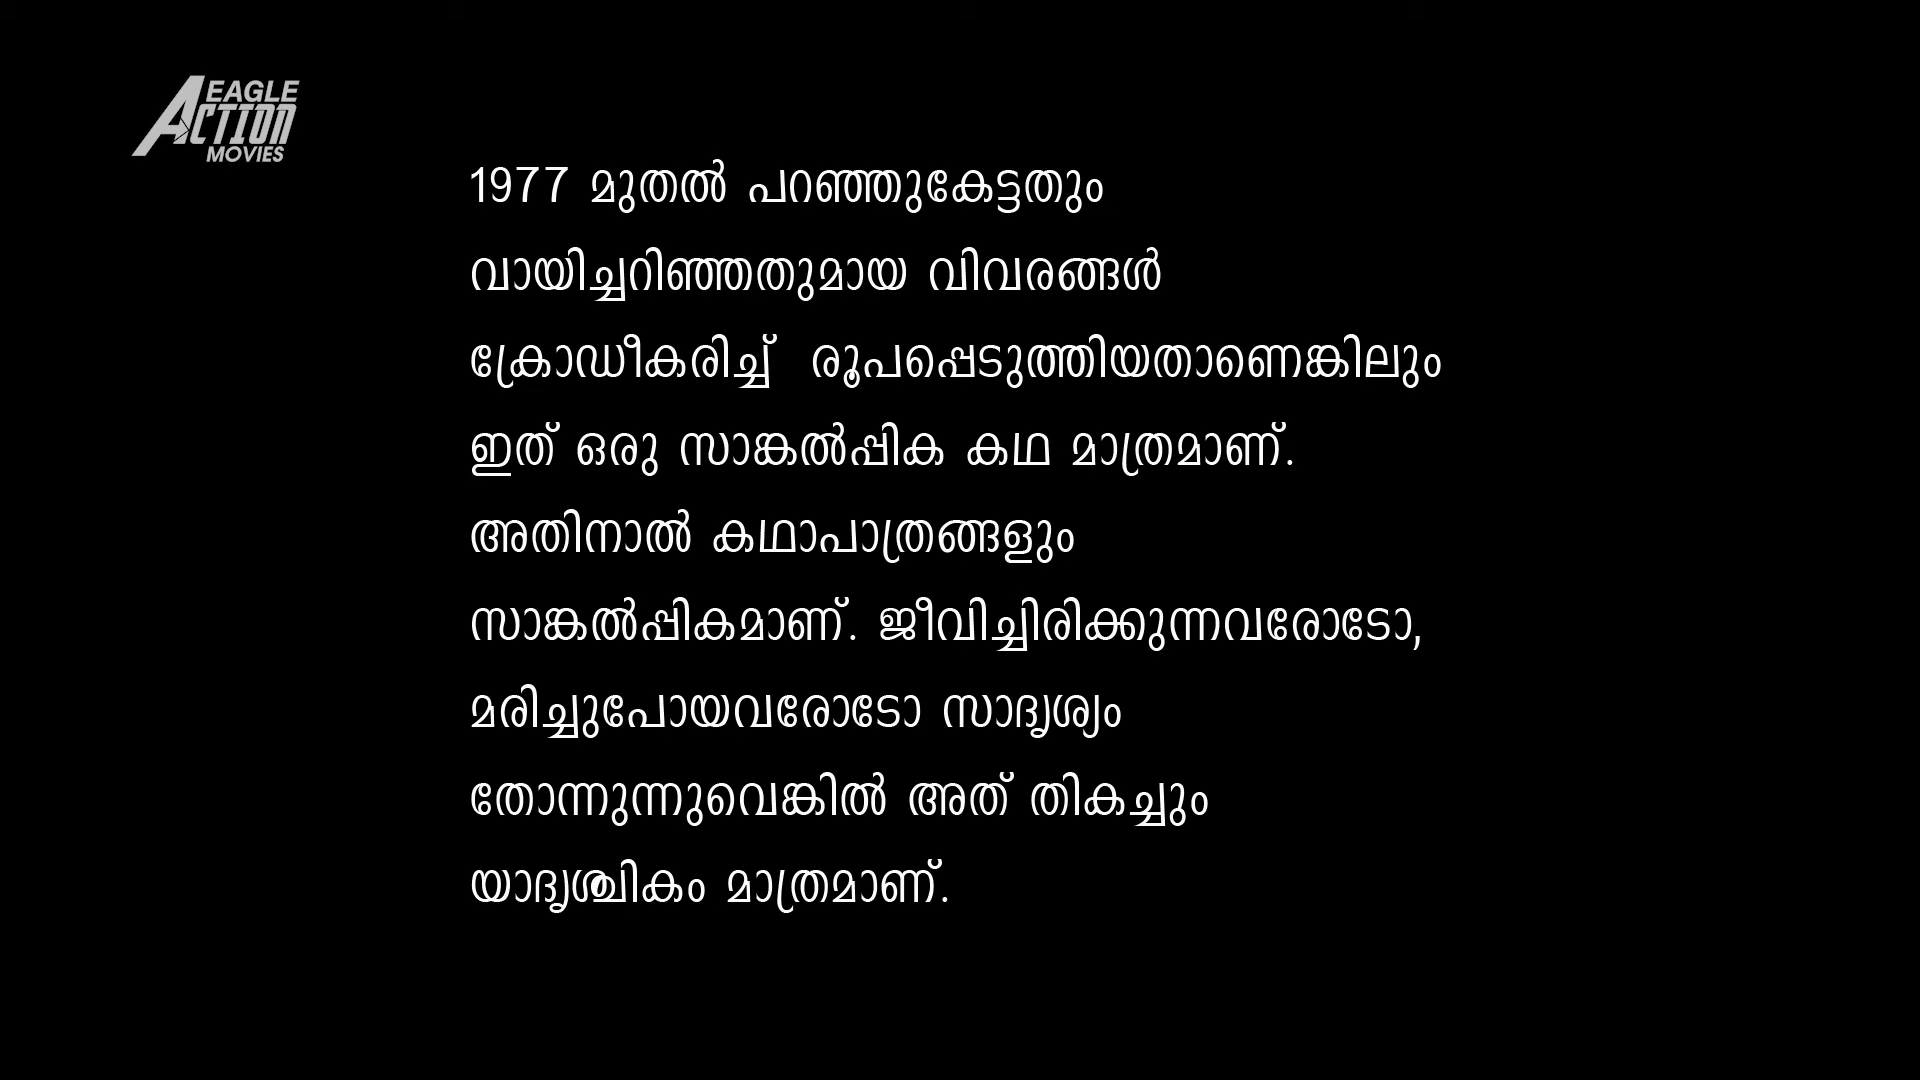 EAGLE
ACTION
MOVIES
1977 മുതൽ പറഞ്ഞുകേട്ടതും
വായിച്ചറിഞ്ഞതുമായ വിവരങ്ങൾ
ക്രോഡീകരിച്ച് രൂപപ്പെടുത്തിയതാണെങ്കിലും
ഇത് ഒരു സാങ്കൽപ്പിക കഥ മാത്രമാണ്.
അതിനാൽ കഥാപാത്രങ്ങളും
സാങ്കൽപ്പികമാണ്. ജീവിച്ചിരിക്കുന്നവരോടോ,
മരിച്ചുപോയവരോടോ സാദൃശ്യം
തോന്നുന്നുവെങ്കിൽ അത് തികച്ചും
യാദൃശ്ചികം മാത്രമാണ്.